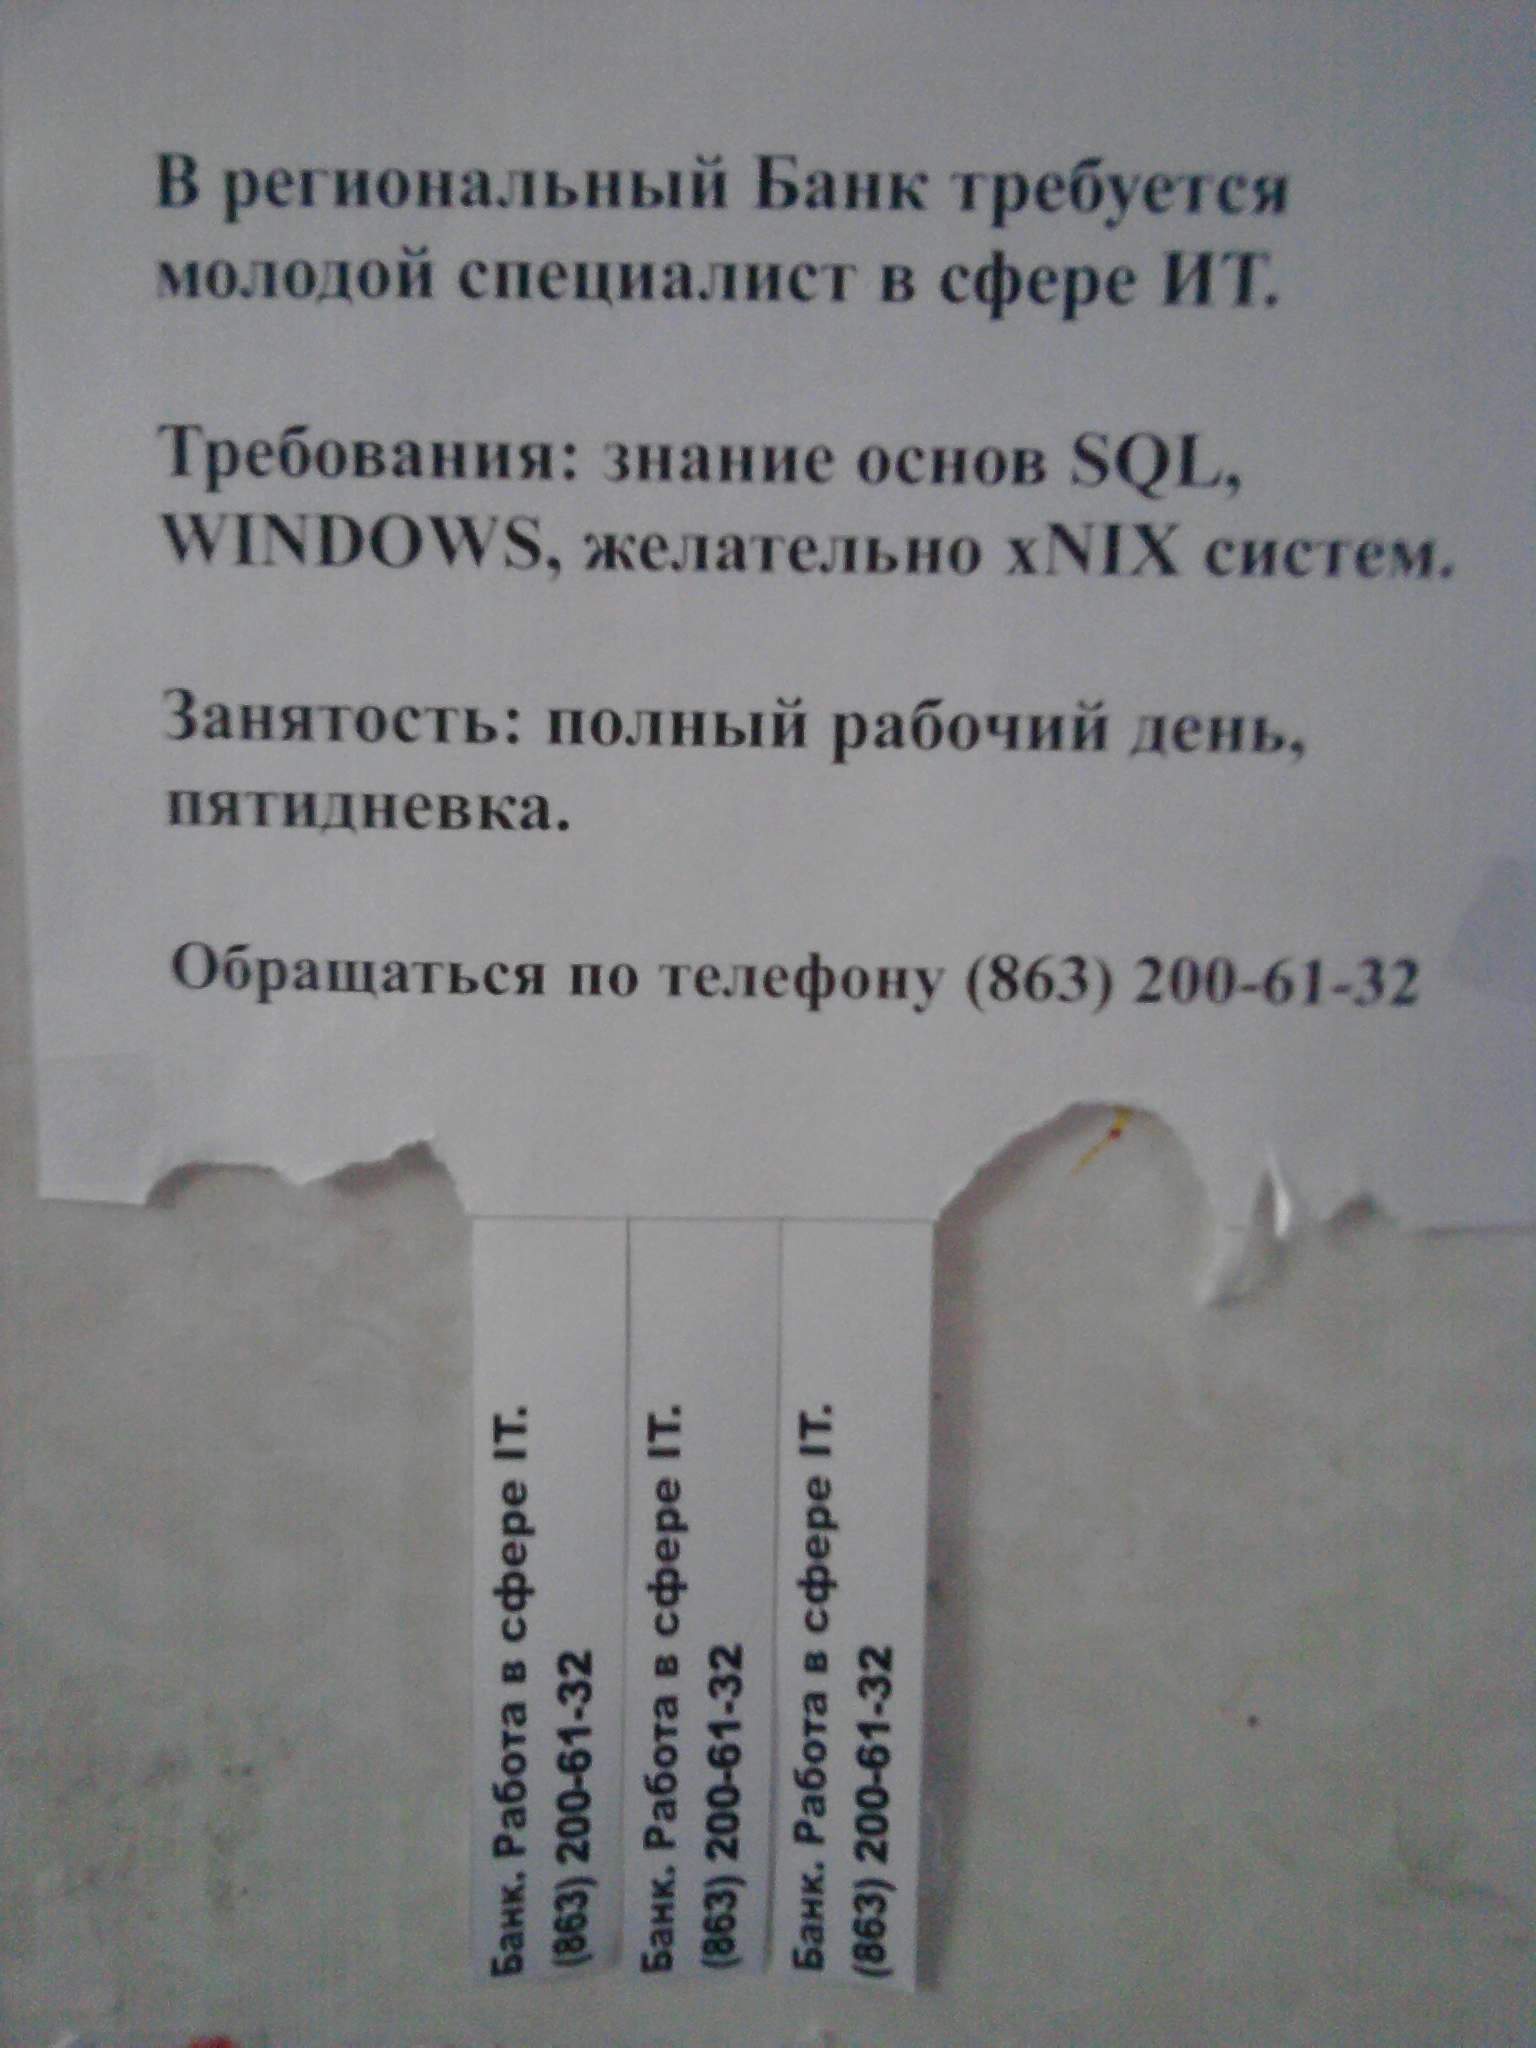 В региональный Банк требуется
молодой специалист в сфере ИТ.
Требования: знание основ SQL,
WINDOWS, желательно xNIX систем.
Занятость: полный рабочий день,
пятидневка.
Обращаться по телефону (863) 200-61-32
Банк. Работа в сфере IT.
(863) 200-61-32
Банк. Работа в сфере IT.
(863) 200-61-32
Банк. Работа в сфере IT.
(863) 200-61-32